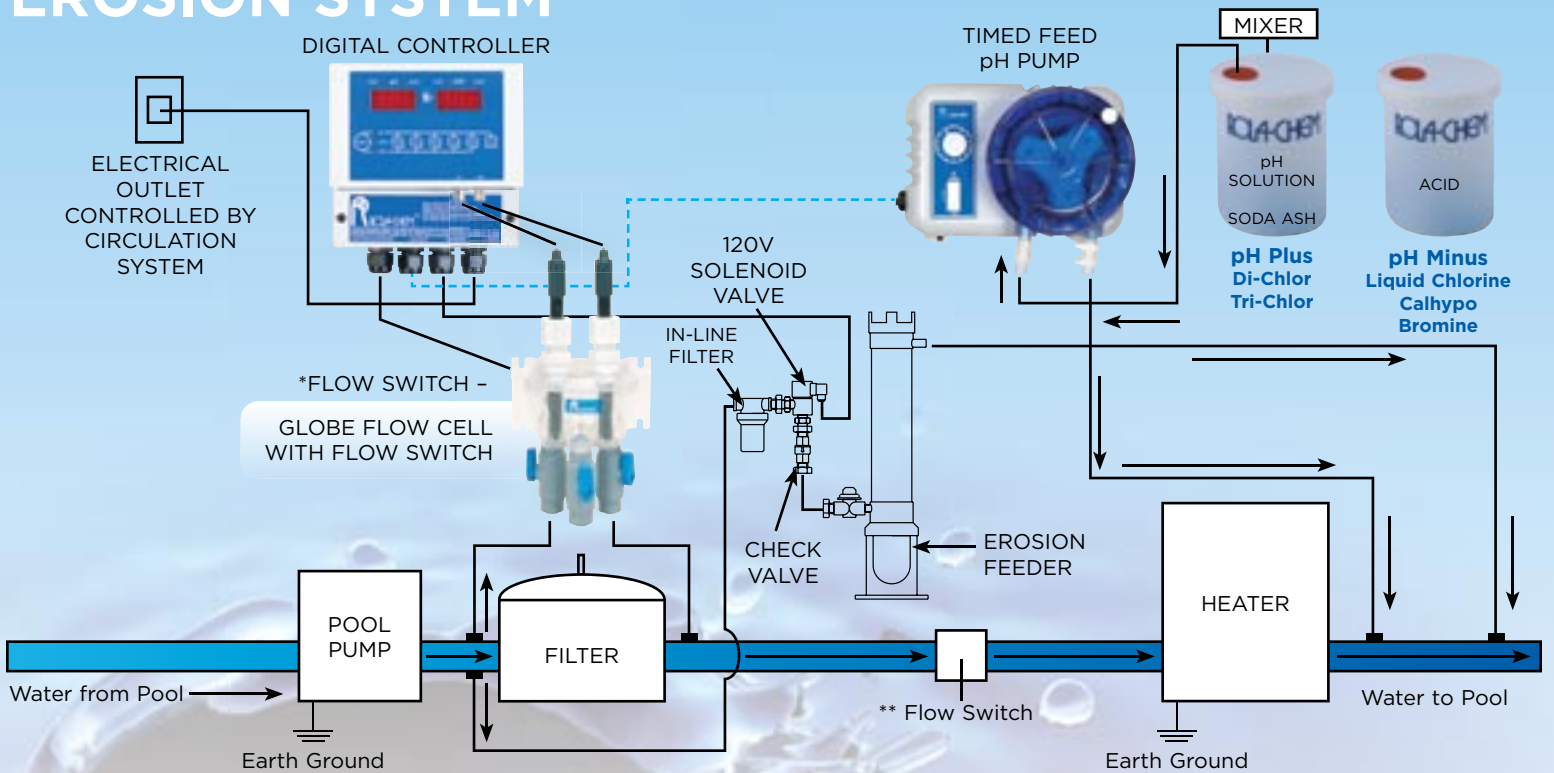 EROSION SYSTEM
DIGITAL CONTROLLER
ELECTRICAL
OUTLET
CONTROLLED BY
CIRCULATION
SYSTEM
TIMED FEED
pH PUMP
MIXER
pH
SOLUTION
SODA ASH
ACID
pH Plus
Di-Chlor
Tri-Chlor
pH Minus
Liquid Chlorine
Calhypo
Bromine
120V
SOLENOID
VALVE
IN-LINE
FILTER
*FLOW SWITCH –
GLOBE FLOW CELL
WITH FLOW SWITCH
CHECK
VALVE
EROSION
FEEDER
POOL
PUMP
FILTER
HEATER
Water from Pool
** Flow Switch
Water to Pool
Earth Ground
Earth Ground